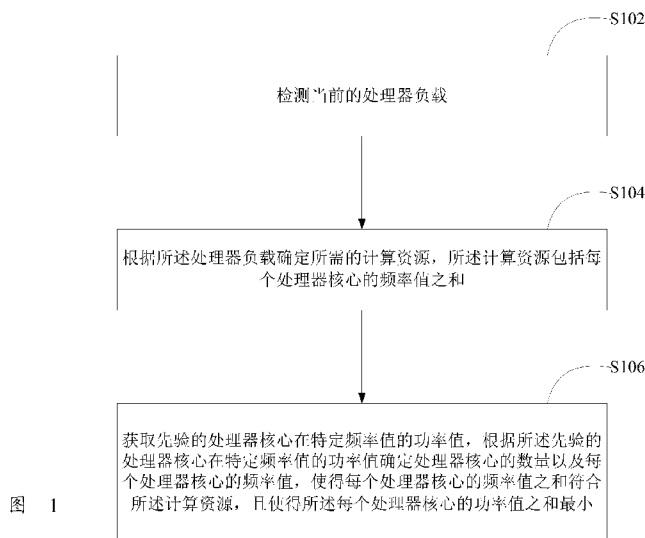 S102
检测当前的处理器负载
S104
根据所述处理器负载确定所需的计算资源，所述计算资源包括每
个处理器核心的频率值之和
S106
获取先验的处理器核心在特定频率值的功率值，根据所述先验的
处理器核心在特定频率值的功率值确定处理器核心的数量以及每
个处理器核心的频率值，使得每个处理器核心的频率值之和符合
所述计算资源，且使得所述每个处理器核心的功率值之和最小
图 1